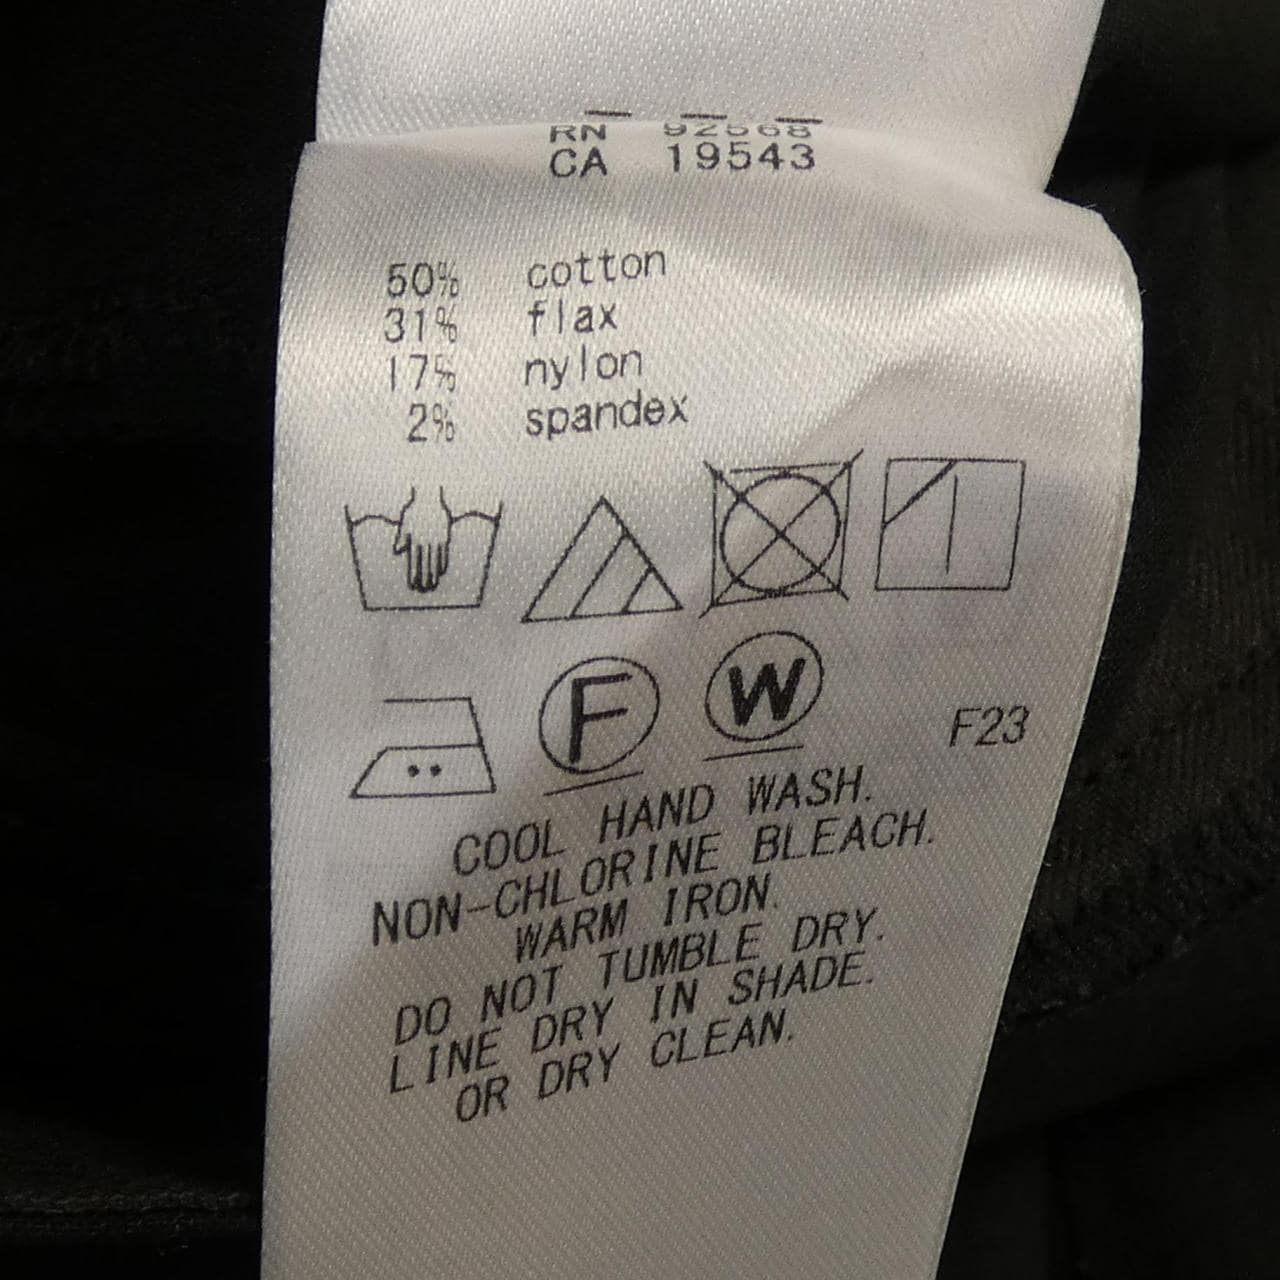 RN 92568
CA 19543
50% cotton
31% flax
17% nylon
2% spandex
F W
F23
COOL HAND WASH.
NON-CHLORINE BLEACH.
WARM IRON.
DO NOT TUMBLE DRY.
LINE DRY IN SHADE.
OR DRY CLEAN.